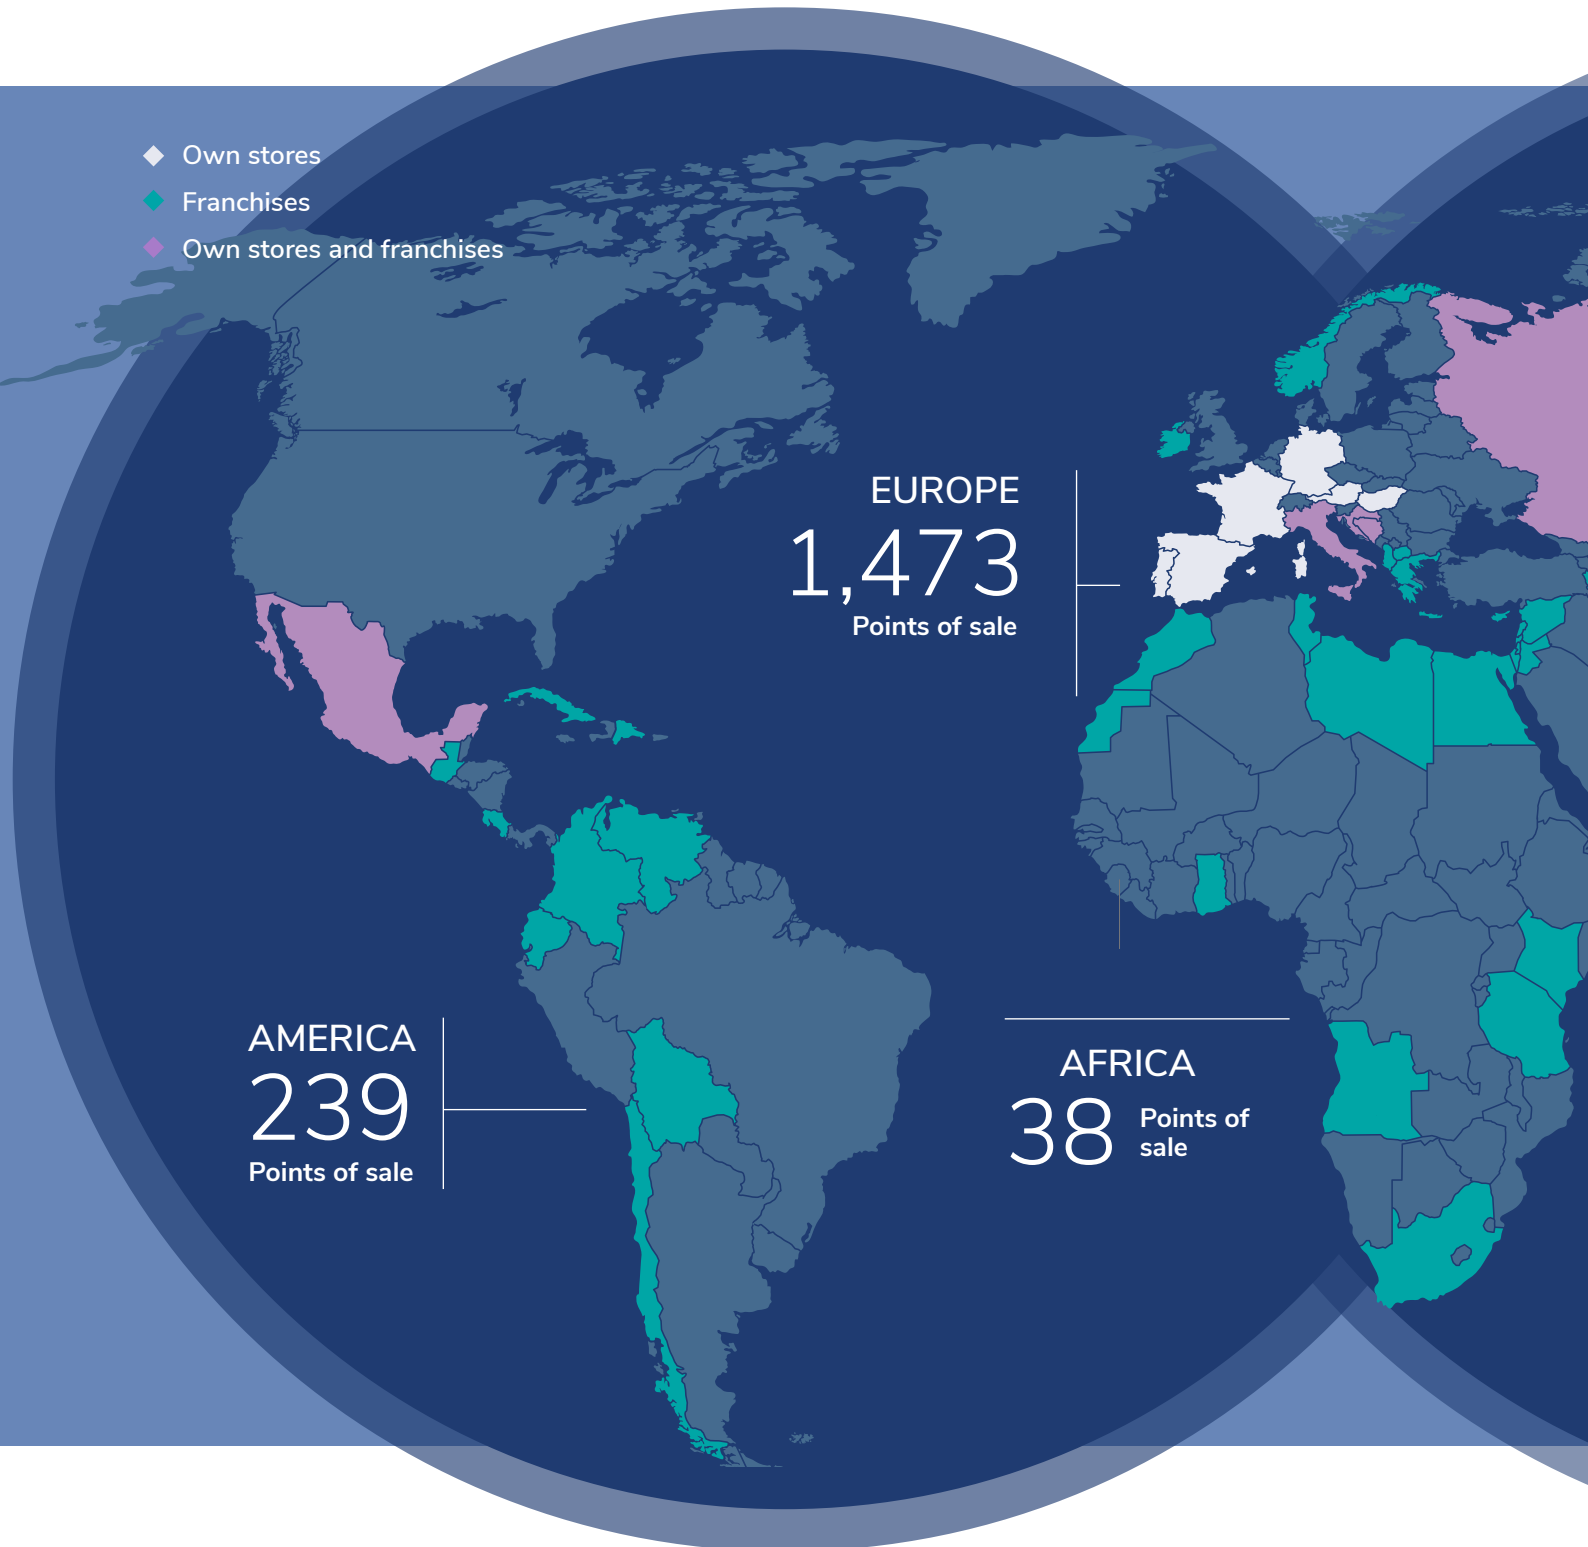 Own stores
Franchises
Own stores and franchises
EUROPE
1,473
Points of sale
AMERICA
239
Points of sale
AFRICA
38
Points of
sale